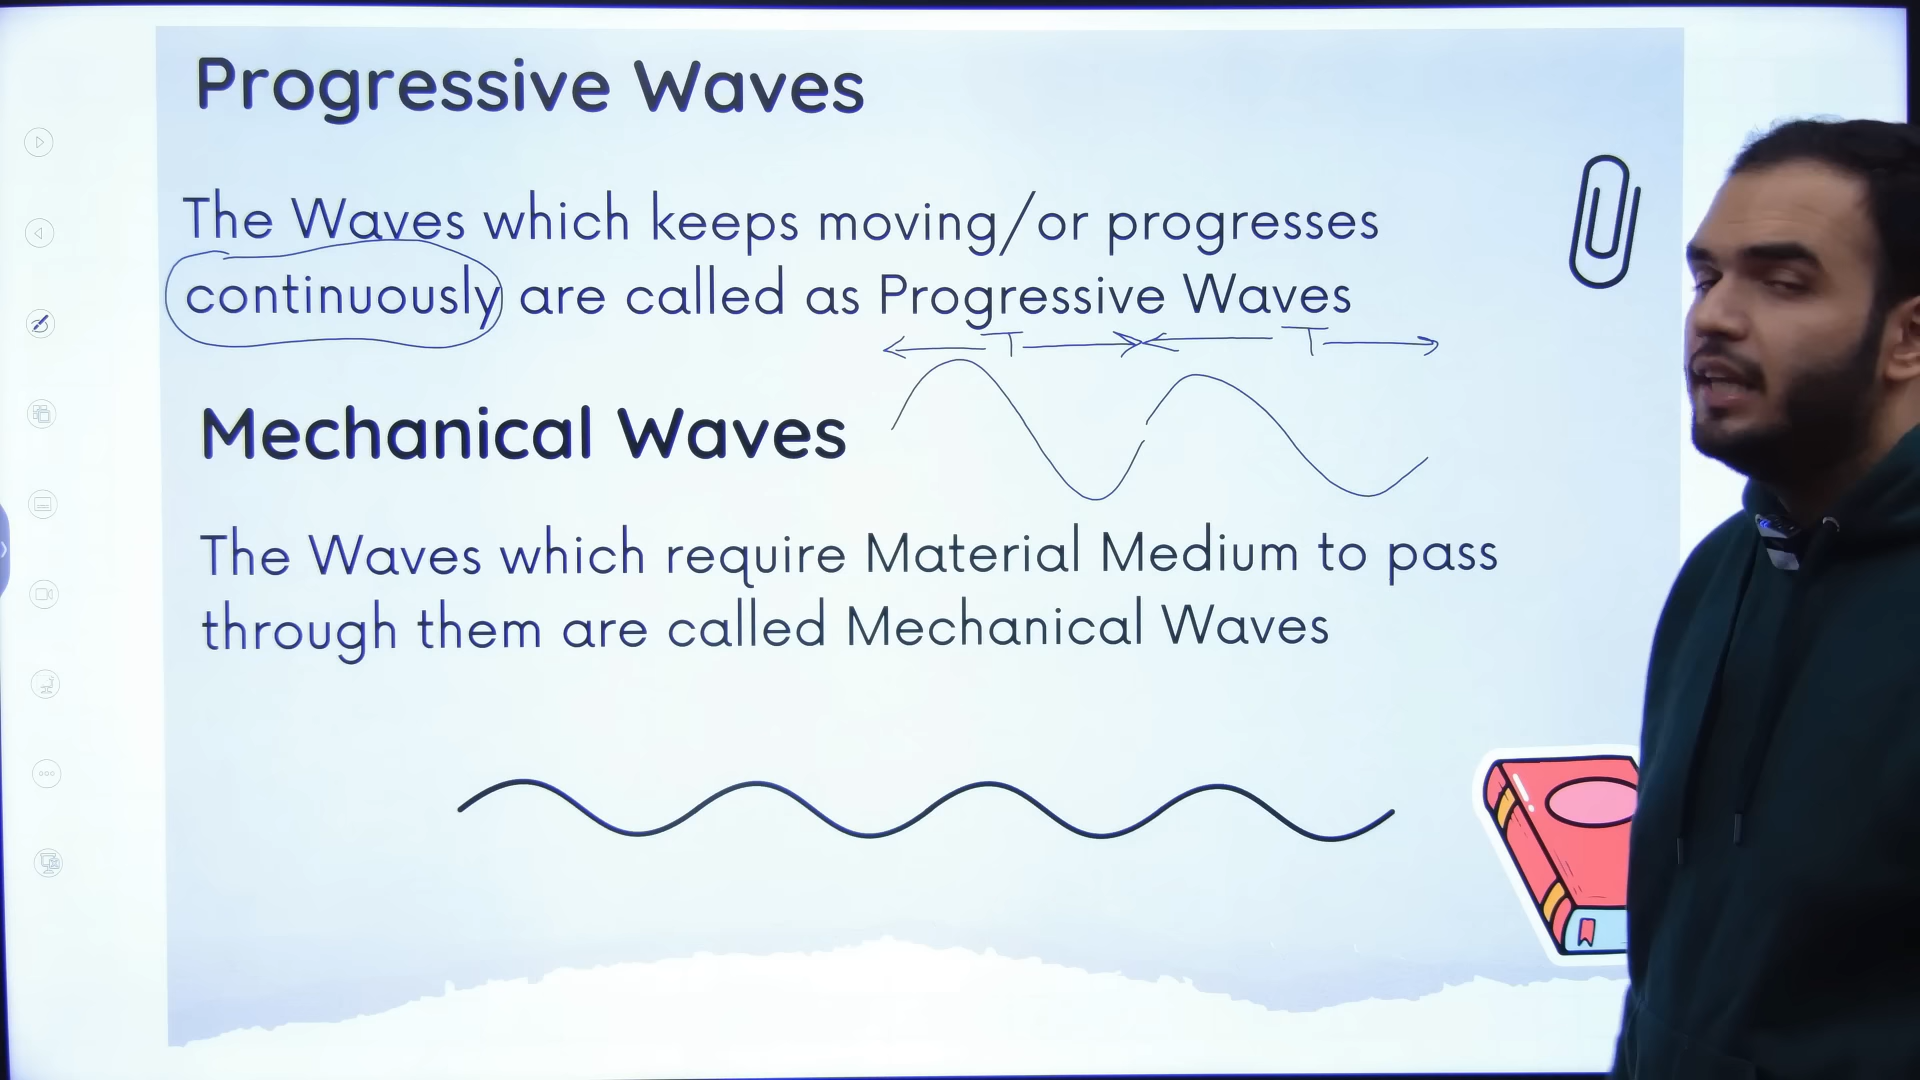 Progressive Waves
The Waves which keeps moving/or progresses
continuously are called as Progressive Waves
T T
Mechanical Waves
The Waves which require Material Medium to pass
through them are called Mechanical Waves